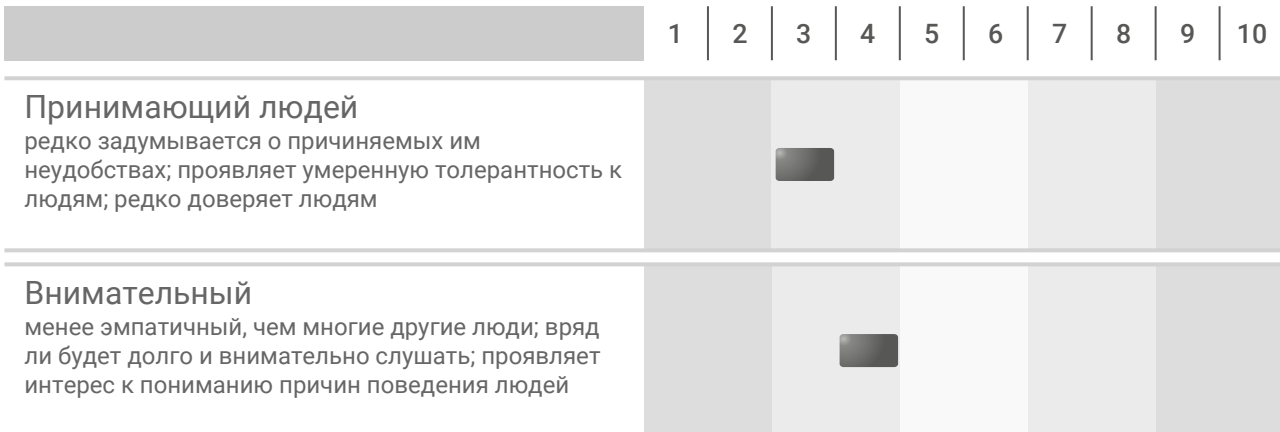 1 2 3 4 5 6 7 8 9 10
Принимающий людей
редко задумывается о причиняемых им
неудобствах; проявляет умеренную толерантность к
людям; редко доверяет людям
Внимательный
менее эмпатичный, чем многие другие люди; вряд
ли будет долго и внимательно слушать; проявляет
интерес к пониманию причин поведения людей